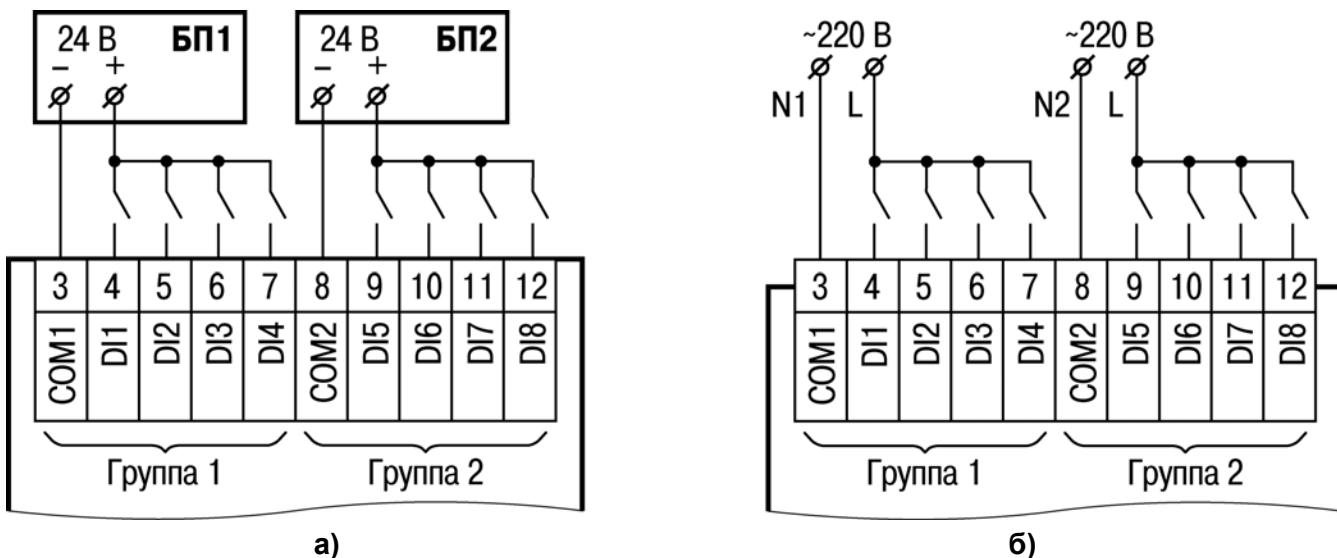 24 В БП1
– +
24 В БП2
– +
3 4 5 6 7 8 9 10 11 12
COM1 DI1 DI2 DI3 DI4 COM2 DI5 DI6 DI7 DI8
Группа 1 Группа 2
а)
~220 В ~220 В
N1 L N2 L
3 4 5 6 7 8 9 10 11 12
COM1 DI1 DI2 DI3 DI4 COM2 DI5 DI6 DI7 DI8
Группа 1 Группа 2
б)